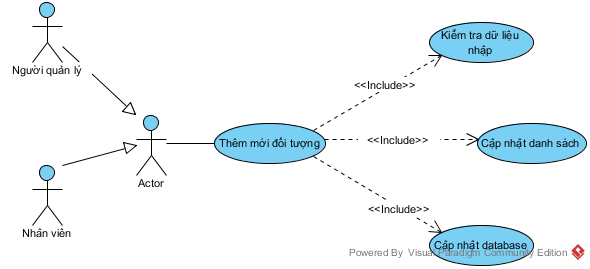 Người quản lý
Nhân viên
Actor
Thêm mới đối tượng
<<Include>>
<<Include>>
<<Include>>
Kiểm tra dữ liệu
nhập
Cập nhật danh sách
Cập nhật database
Powered By Visual Paradigm Community Edition